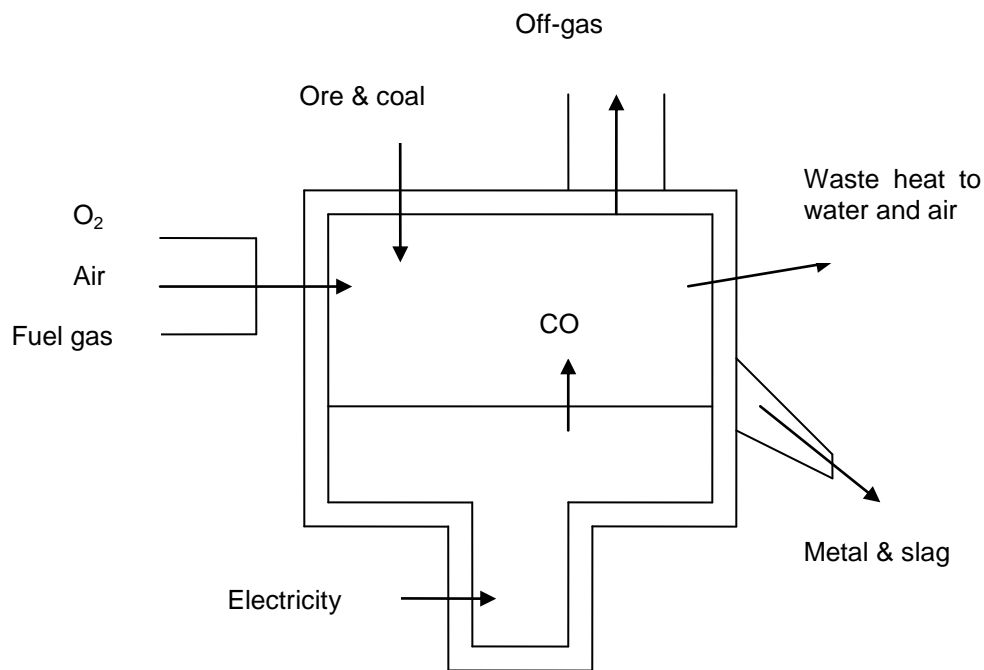 Off-gas
Ore & coal
Waste heat to
water and air
O₂
Air
Fuel gas
CO
Metal & slag
Electricity